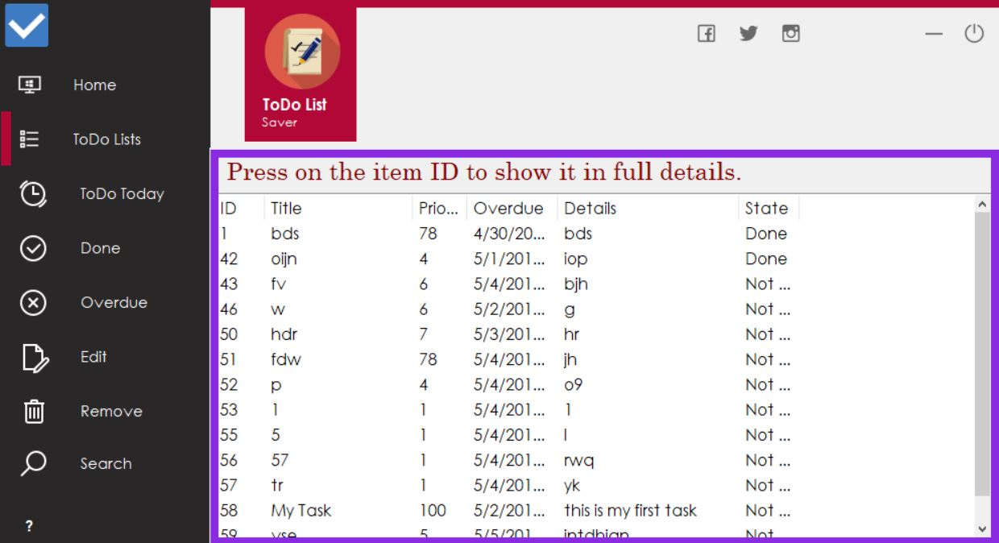 Home
ToDo Lists
ToDo Today
Done
Overdue
Edit
Remove
Search
?
ToDo List
Saver
Press on the item ID to show it in full details.
ID Title Prio... Overdue Details State
1 bds 78 4/30/20... bds Done
42 oijn 4 5/1/201... iop Done
43 fv 6 5/4/201... bjh Not ...
46 w 6 5/2/201... g Not ...
50 hdr 7 5/3/201... hr Not ...
51 fdw 78 5/4/201... jh Not ...
52 p 4 5/4/201... o9 Not ...
53 1 1 5/4/201... 1 Not ...
55 5 1 5/4/201... l Not ...
56 57 1 5/4/201... rwq Not ...
57 tr 1 5/4/201... yk Not ...
58 My Task 100 5/2/201... this is my first task Not ...
59 vse 5 5/5/201... Not ...